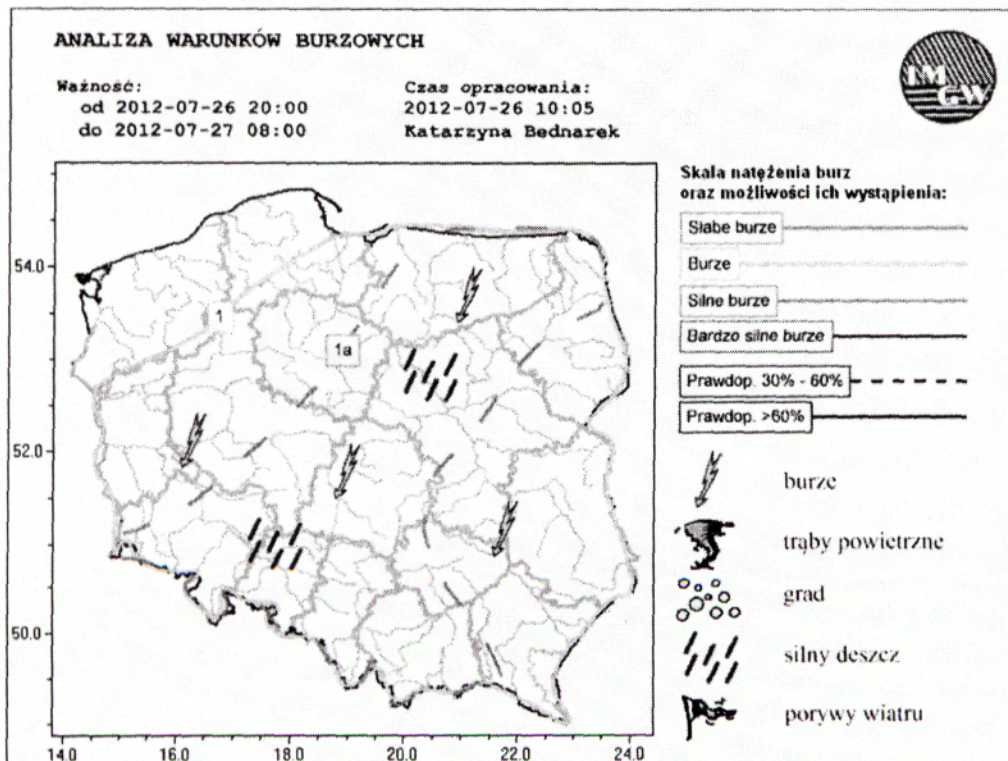 ANALIZA WARUNKÓW BURZOWYCH
Ważność:
od 2012-07-26 20:00
do 2012-07-27 08:00
Czas opracowania:
2012-07-26 10:05
Katarzyna Bednarek
IM
GW
Skala natężenia burz
oraz możliwości ich wystąpienia:
Słabe burze
Burze
Silne burze
Bardzo silne burze
Prawdop. 30% - 60%
Prawdop. >60%
burze
trąby powietrzne
grad
silny deszcz
porywy wiatru
54.0
52.0
50.0
1
1a
14.0 16.0 18.0 20.0 22.0 24.0